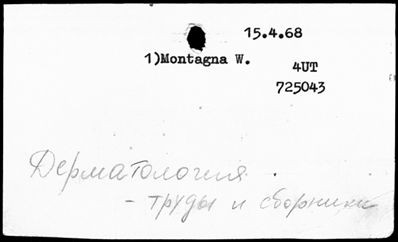 15.4.68
1)Montagna W.
4UT
725043
Дерматология
- труды и сборники